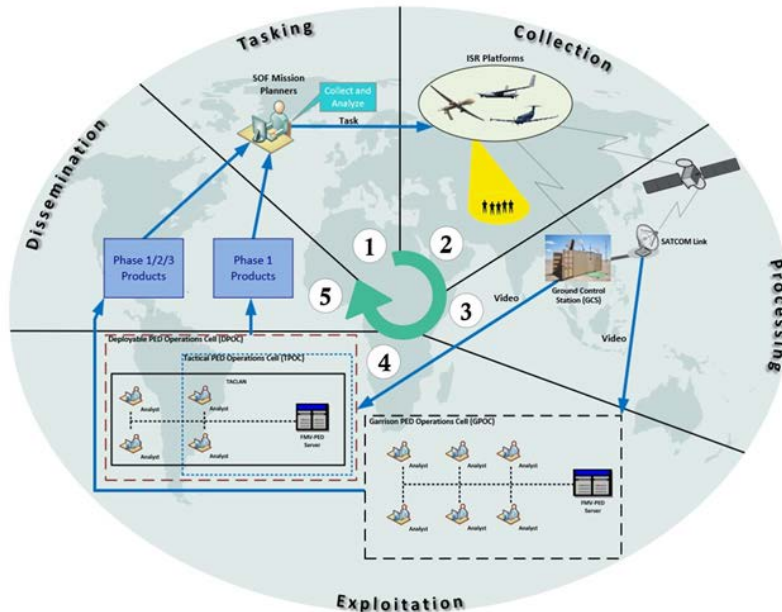 Tasking
Collection
Processing
Exploitation
Dissemination
SOF Mission
Planners
Collect and
Analyze
Task
ISR Platforms
SATCOM Link
Ground Control
Station (GCS)
Video
Video
Phase 1/2/3
Products
Phase 1
Products
1
2
3
4
5
Deployable PED Operations Cell (DPOC)
Tactical PED Operations Cell (TPOC)
TACLAN
Analyst
Analyst
Analyst
Analyst
FMV-PED
Server
Garrison PED Operations Cell (GPOC)
Analyst
Analyst
Analyst
Analyst
Analyst
Analyst
FMV-PED
Server